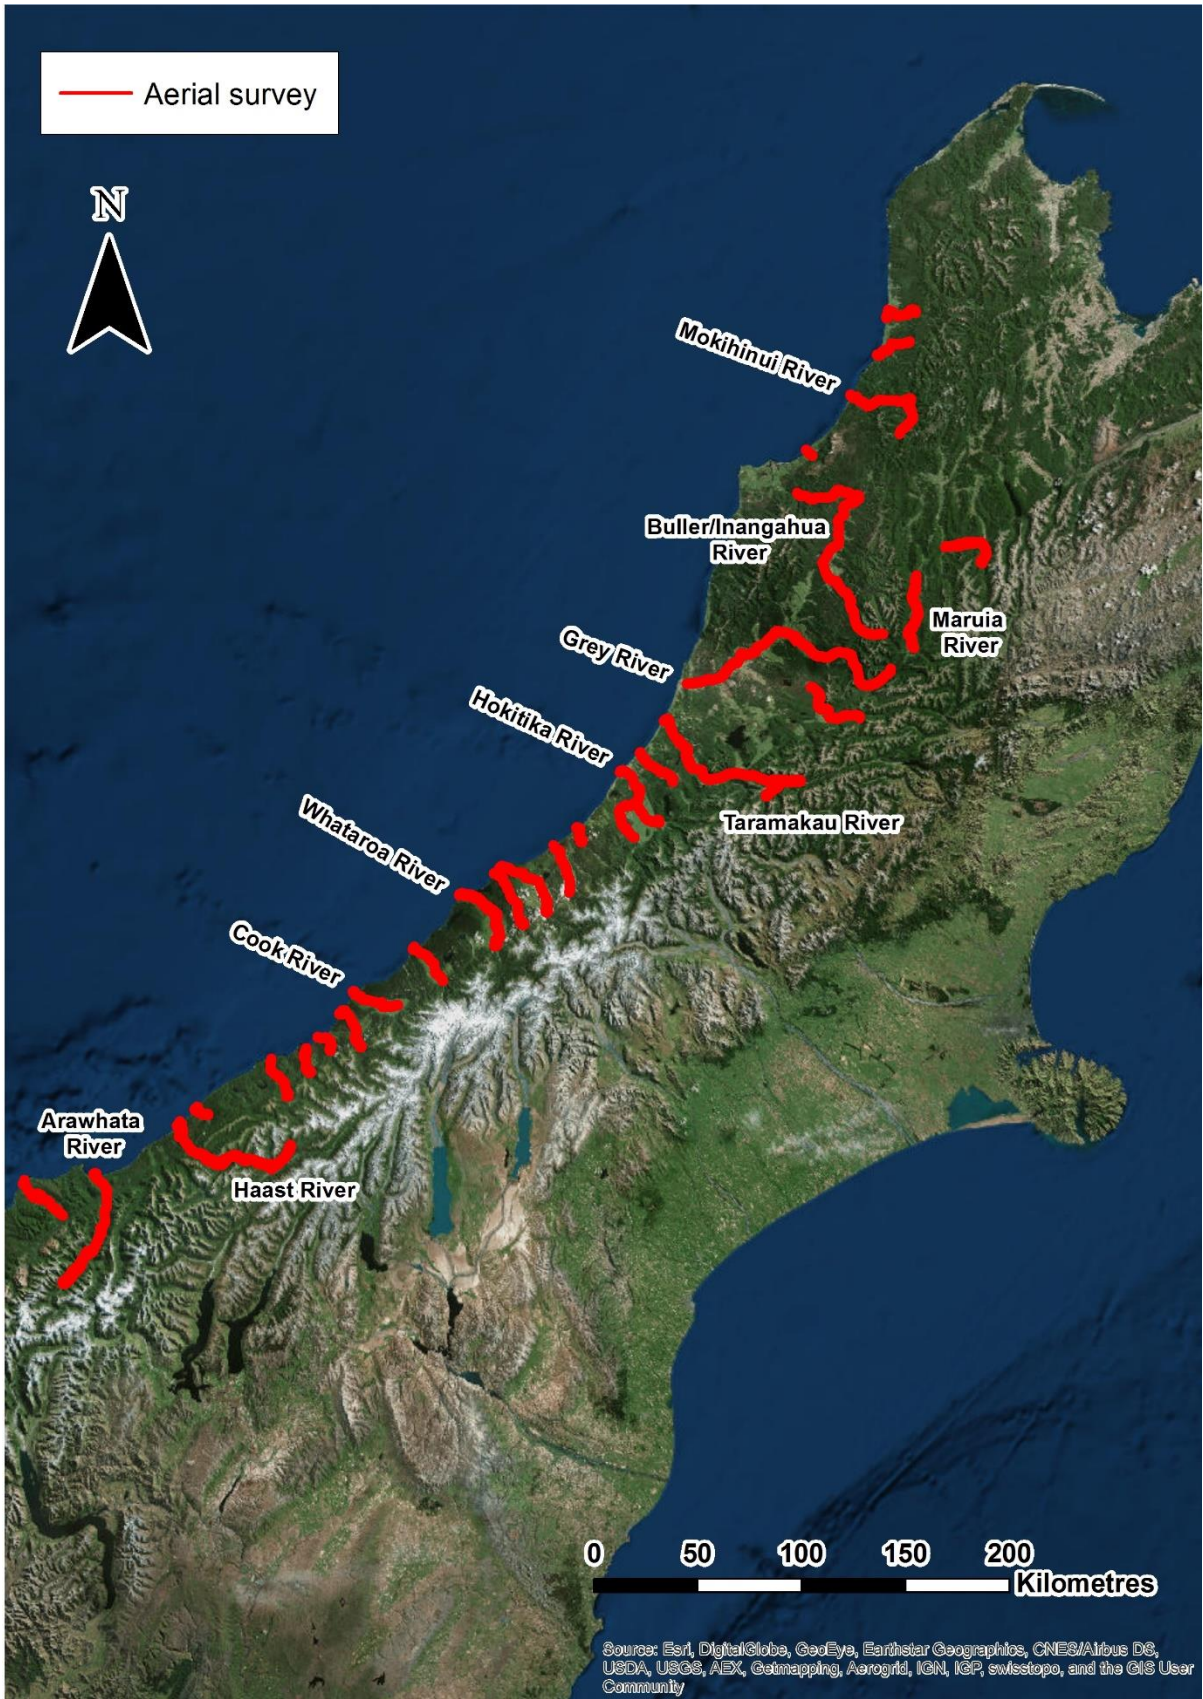 Aerial survey
N
Mokihinui River
Buller/Inangahua
River
Maruia
River
Grey River
Hokitika River
Taramakau River
Whataroa River
Cook River
Arawhata
River
Haast River
0 50 100 150 200
Kilometres
Source: Esri, DigitalGlobe, GeoEye, Earthstar Geographics, CNES/Airbus DS,
USDA, USGS, AEX, Getmapping, Aerogrid, IGN, IGP, swisstopo, and the GIS User
Community